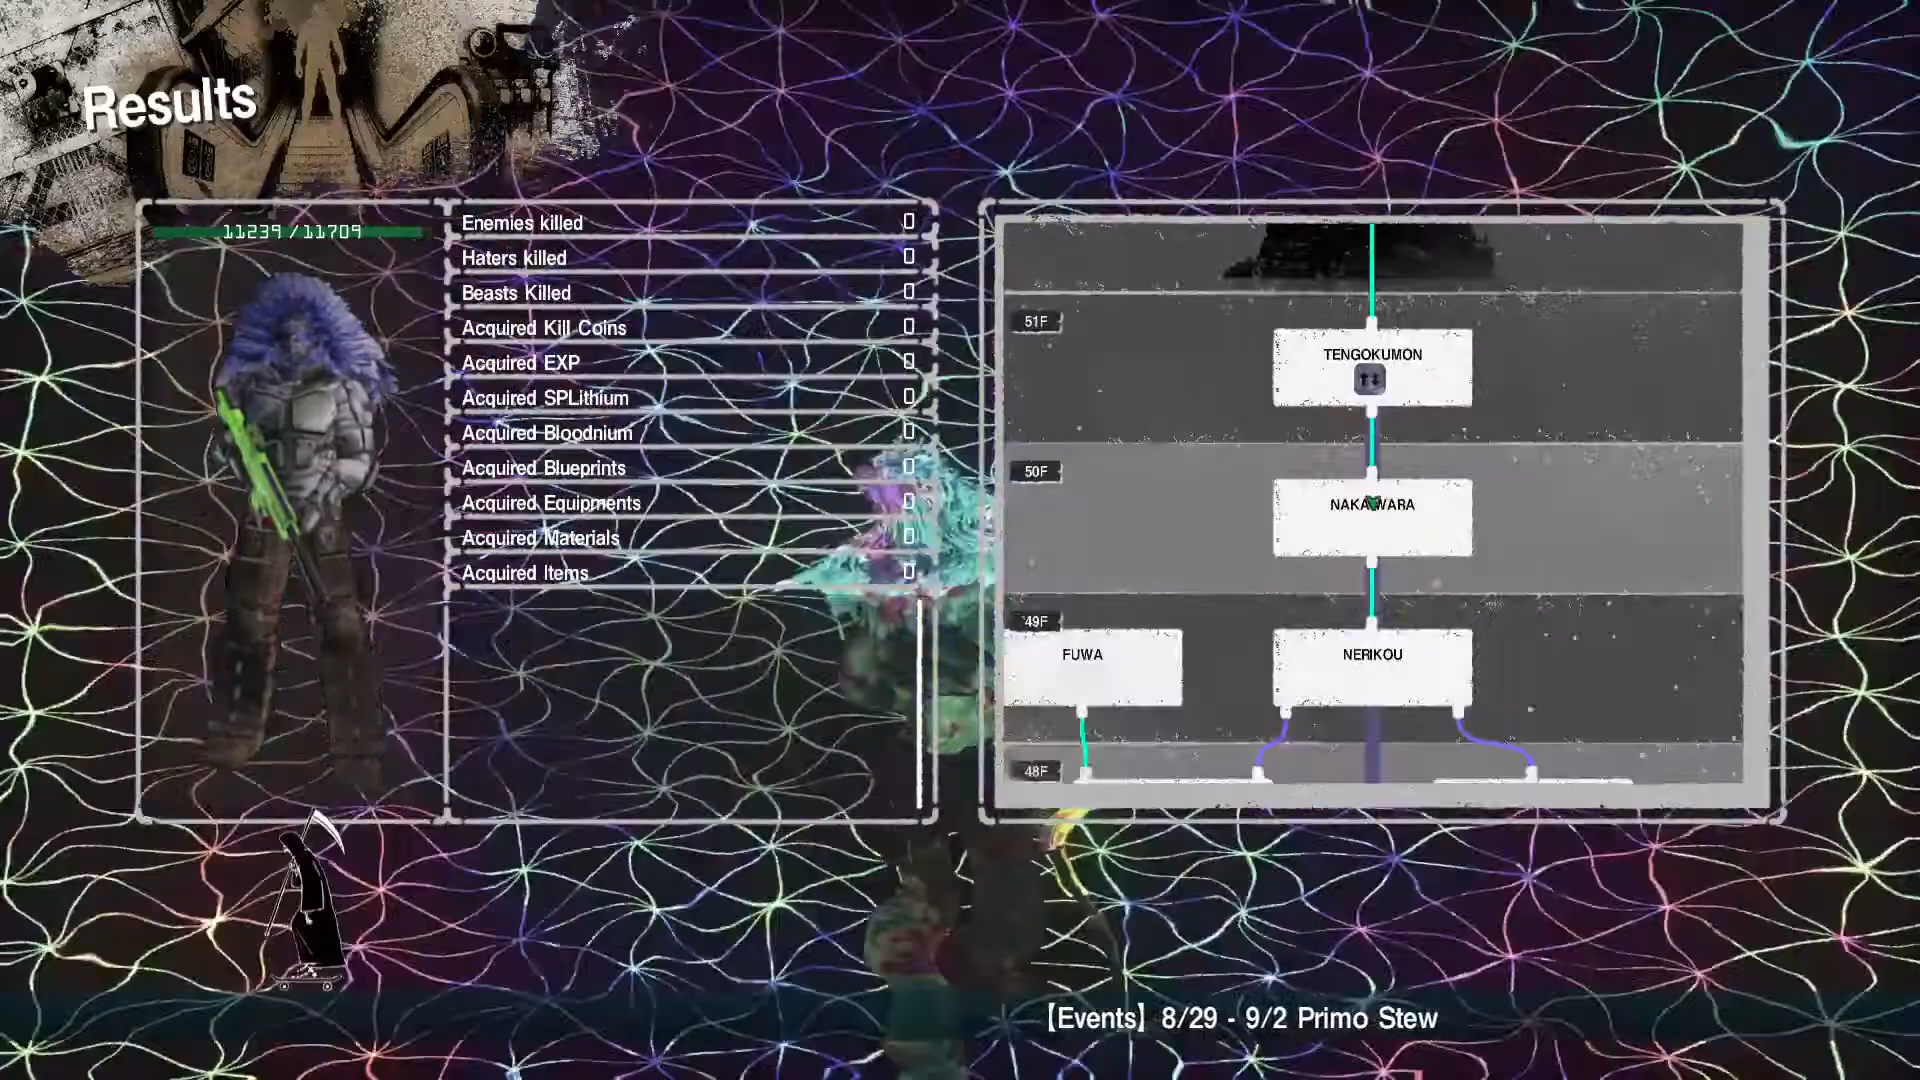 Results
11239/11709
Enemies killed 0
Haters killed 0
Beasts Killed 0
Acquired Kill Coins 0
Acquired EXP 0
Acquired SPLithium 0
Acquired Bloodnium 0
Acquired Blueprints 0
Acquired Equipments 0
Acquired Materials 0
Acquired Items 0
51F
TENGOKUMON
50F
NAKAWARA
49F
FUWA
NERIKOU
48F
【Events】 8/29 - 9/2 Primo Stew